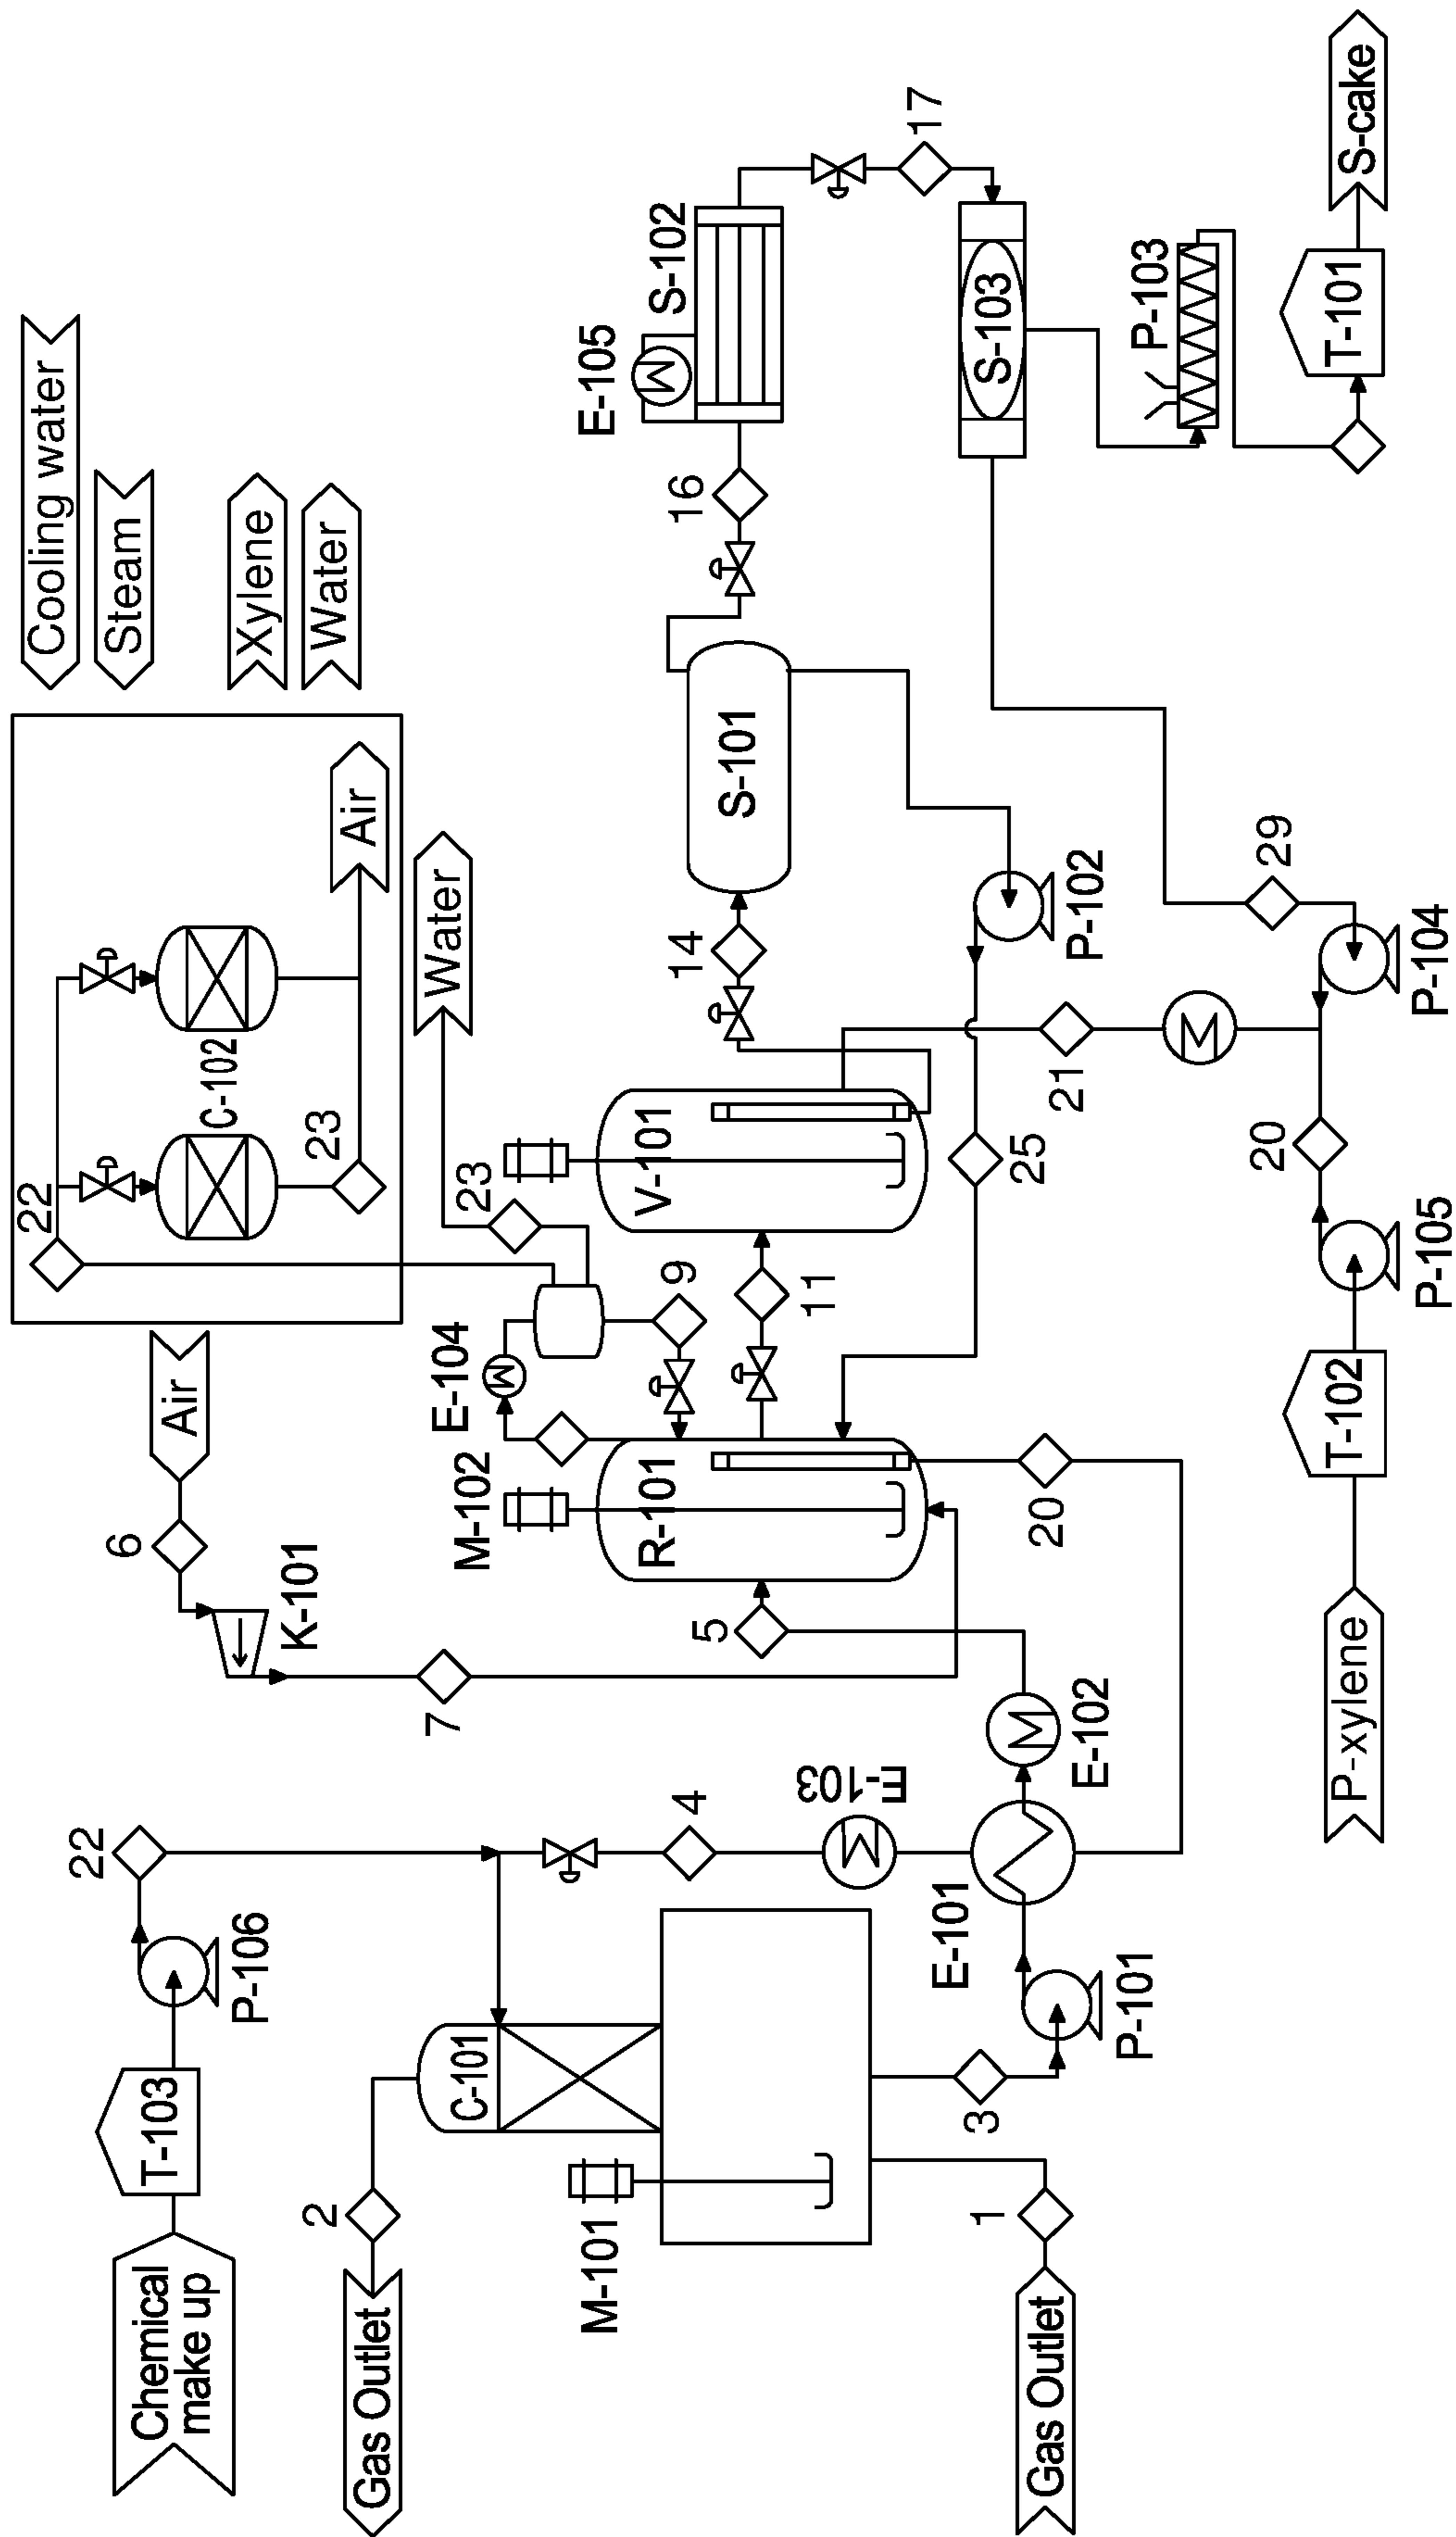 Chemical
make up
T-103
P-106
22
Gas Outlet
2
C-101
M-101
Gas Outlet
1
3
P-101
E-101
E-103
4
E-102
5
6
Air
K-101
7
R-101
M-102
E-104
20
9
11
23
Water
22
C-102
23
Air
Cooling water
Steam
Xylene
Water
V-101
14
S-101
25
P-102
21
16
E-105
S-102
17
S-103
P-103
T-101
S-cake
29
P-104
20
P-105
T-102
P-xylene